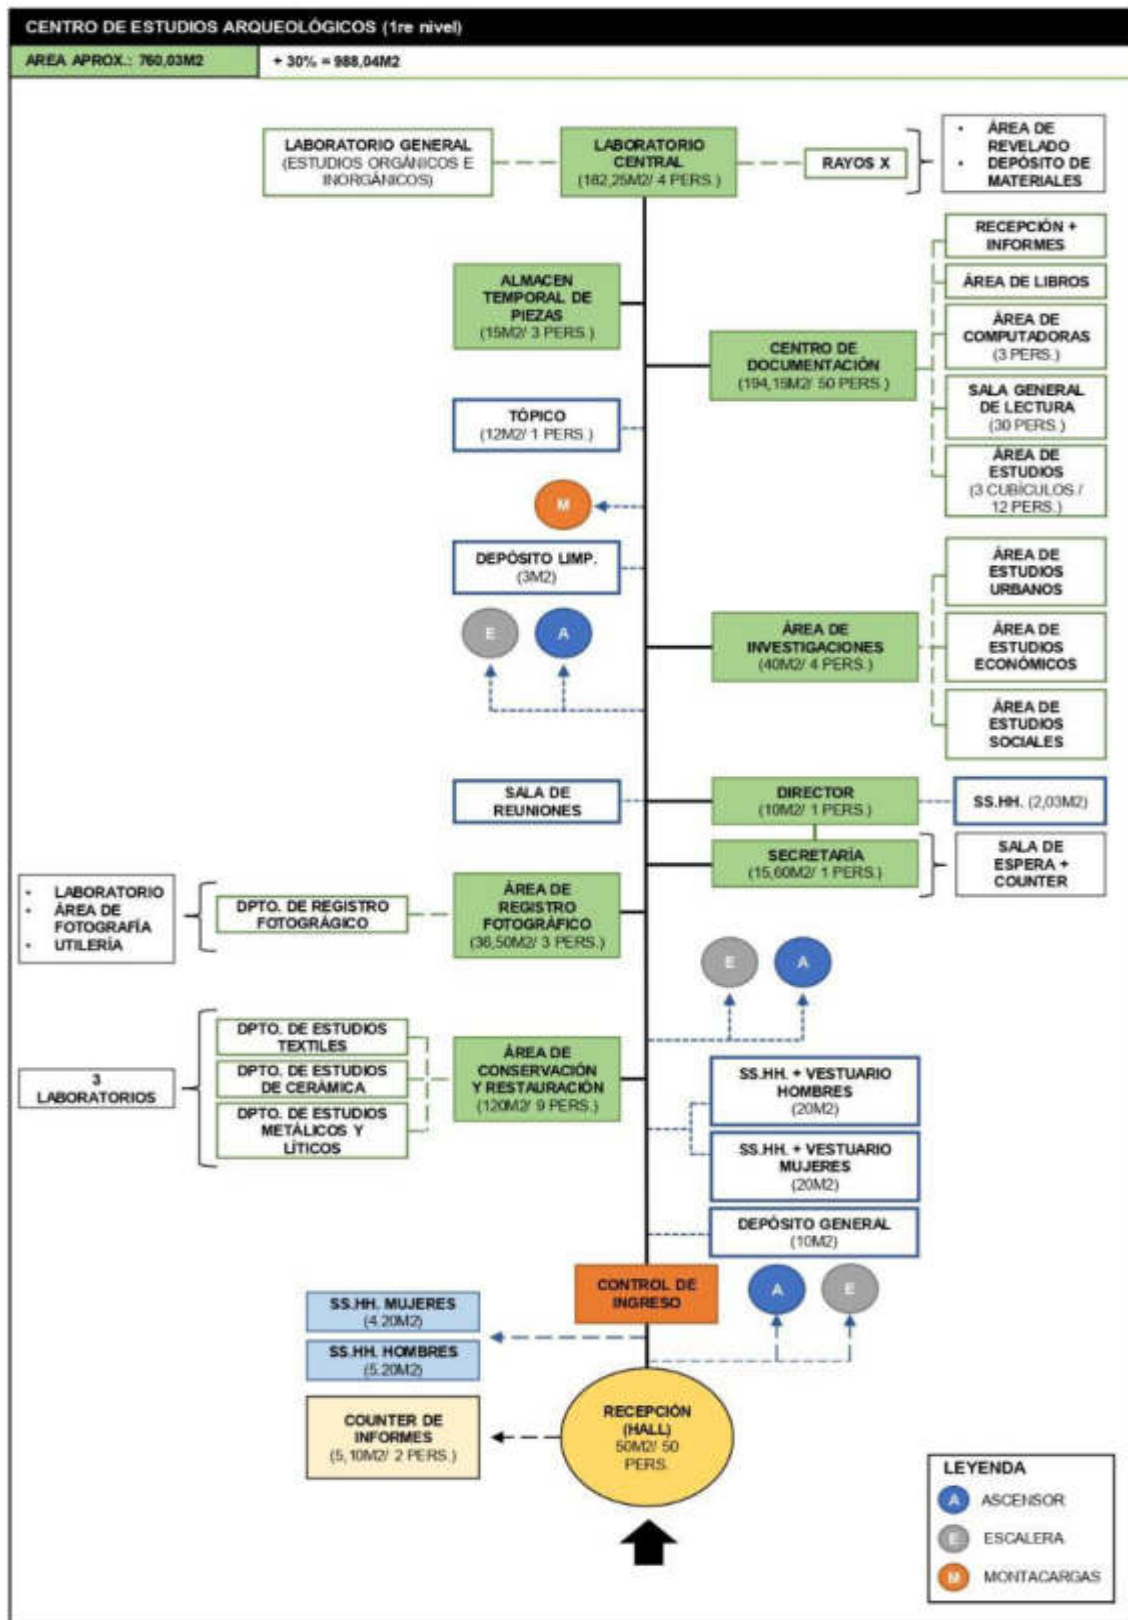 CENTRO DE ESTUDIOS ARQUEOLÓGICOS (1re nivel)
AREA APROX.: 760,03M2
+ 30% = 988,04M2
LABORATORIO GENERAL
(ESTUDIOS ORGÁNICOS E
INORGÁNICOS)
LABORATORIO
CENTRAL
(182,25M2/ 4 PERS.)
RAYOS X
• ÁREA DE
REVELADO
• DEPÓSITO DE
MATERIALES
RECEPCIÓN +
INFORMES
ÁREA DE LIBROS
ÁREA DE
COMPUTADORAS
(3 PERS.)
SALA GENERAL
DE LECTURA
(30 PERS.)
ÁREA DE
ESTUDIOS
(3 CUBÍCULOS /
12 PERS.)
ALMACEN
TEMPORAL DE
PIEZAS
(15M2/ 3 PERS.)
CENTRO DE
DOCUMENTACIÓN
(194,15M2/ 50 PERS.)
TÓPICO
(12M2/ 1 PERS.)
M
DEPÓSITO LIMP.
(3M2)
E
A
ÁREA DE
INVESTIGACIONES
(40M2/ 4 PERS.)
ÁREA DE
ESTUDIOS
URBANOS
ÁREA DE
ESTUDIOS
ECONÓMICOS
ÁREA DE
ESTUDIOS
SOCIALES
SALA DE
REUNIONES
DIRECTOR
(10M2/ 1 PERS.)
SS.HH. (2,03M2)
SECRETARÍA
(15,60M2/ 1 PERS.)
SALA DE
ESPERA +
COUNTER
• LABORATORIO
• ÁREA DE
FOTOGRAFÍA
• UTILERÍA
DPTO. DE REGISTRO
FOTOGRÁGICO
ÁREA DE
REGISTRO
FOTOGRÁFICO
(36,50M2/ 3 PERS.)
E
A
3
LABORATORIOS
DPTO. DE ESTUDIOS
TEXTILES
DPTO. DE ESTUDIOS
DE CERÁMICA
DPTO. DE ESTUDIOS
METÁLICOS Y
LÍTICOS
ÁREA DE
CONSERVACIÓN
Y RESTAURACIÓN
(120M2/ 9 PERS.)
SS.HH. + VESTUARIO
HOMBRES
(20M2)
SS.HH. + VESTUARIO
MUJERES
(20M2)
DEPÓSITO GENERAL
(10M2)
CONTROL DE
INGRESO
A
E
SS.HH. MUJERES
(4.20M2)
SS.HH. HOMBRES
(5.20M2)
COUNTER DE
INFORMES
(5,10M2/ 2 PERS.)
RECEPCIÓN
(HALL)
50M2/ 50
PERS.
LEYENDA
A ASCENSOR
E ESCALERA
M MONTACARGAS